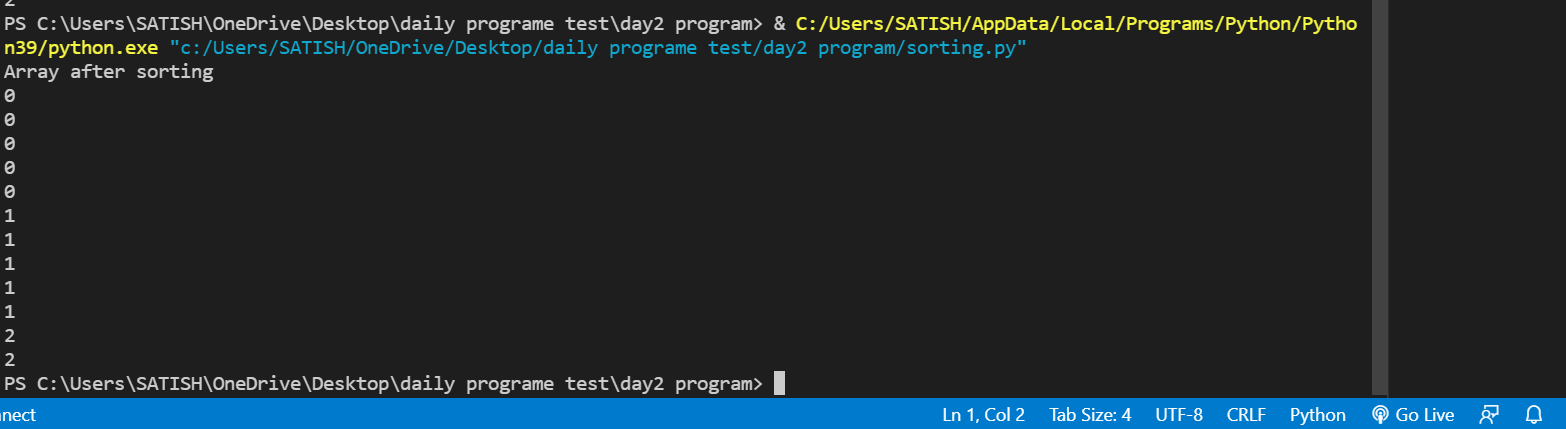 2
PS C:\Users\SATISH\OneDrive\Desktop\daily programe test\day2 program> & C:/Users/SATISH/AppData/Local/Programs/Python/Pytho
n39/python.exe "c:/Users/SATISH/OneDrive/Desktop/daily programe test/day2 program/sorting.py"
Array after sorting
0
0
0
0
0
1
1
1
1
1
2
2
PS C:\Users\SATISH\OneDrive\Desktop\daily programe test\day2 program>
nnect Ln 1, Col 2 Tab Size: 4 UTF-8 CRLF Python Go Live